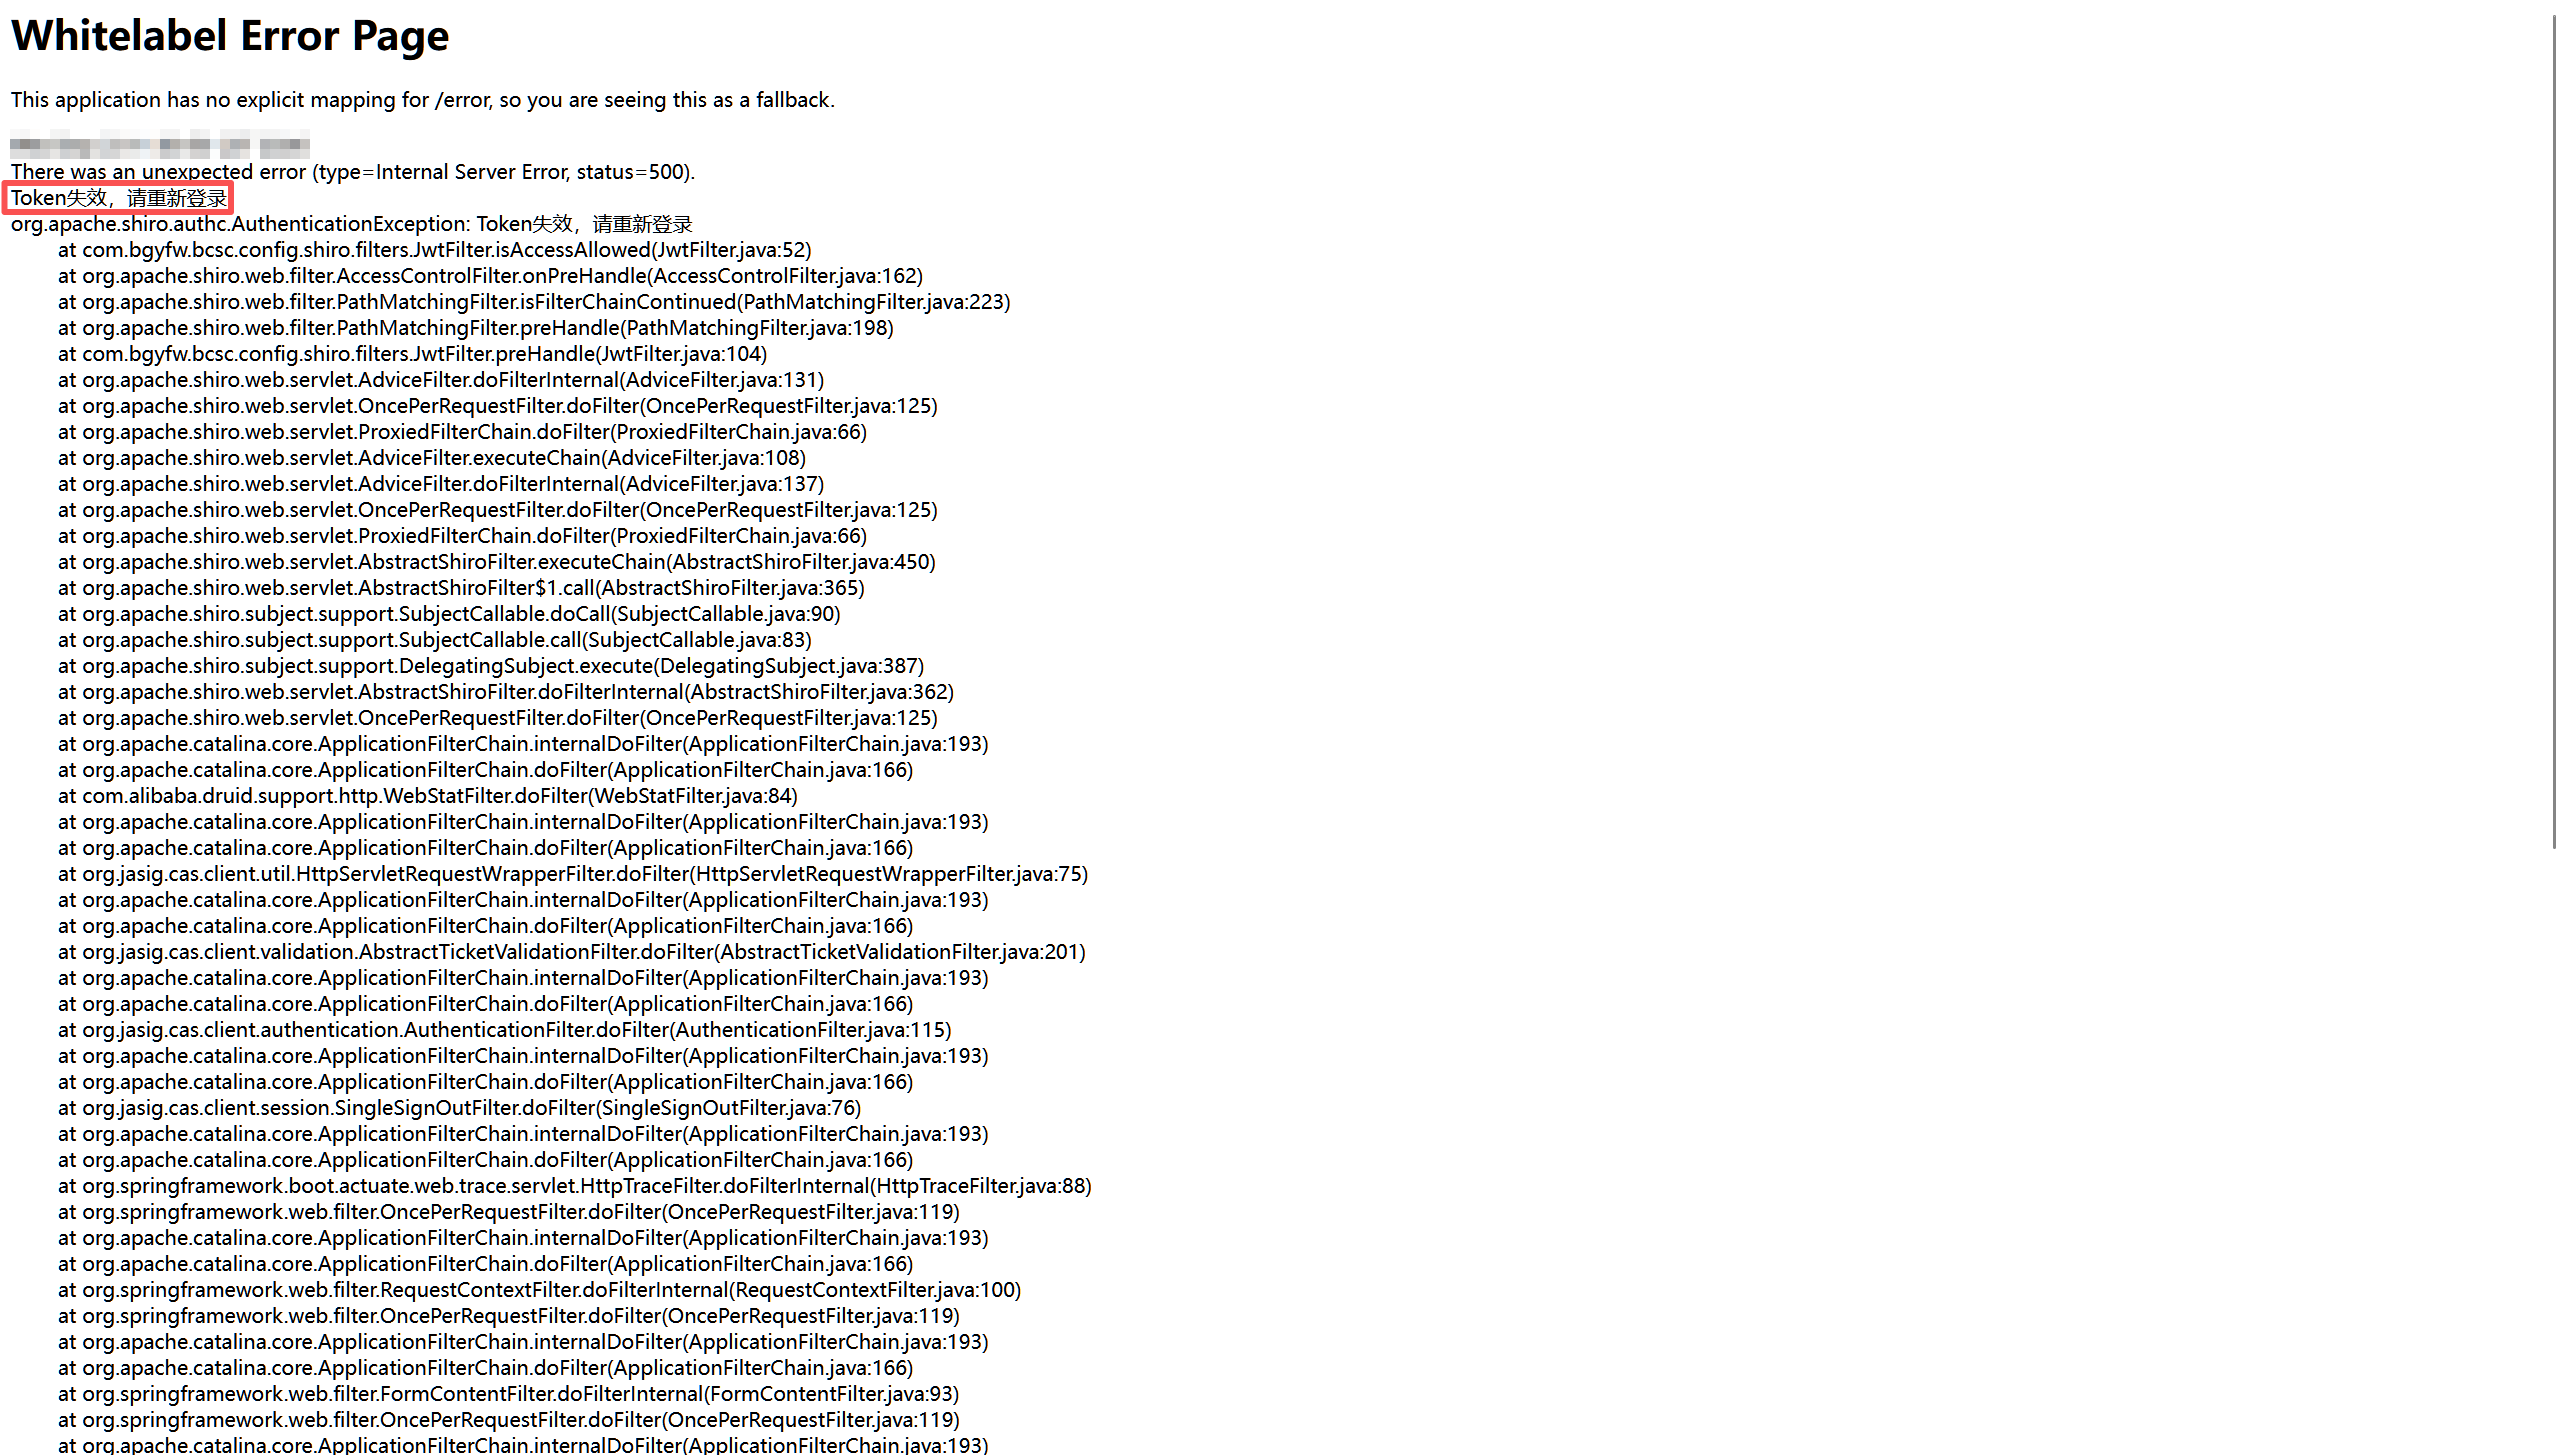 Whitelabel Error Page
This application has no explicit mapping for /error, so you are seeing this as a fallback.
There was an unexpected error (type=Internal Server Error, status=500).
Token失效，请重新登录
org.apache.shiro.authc.AuthenticationException: Token失效，请重新登录
at com.bgyfw.bcsc.config.shiro.filters.JwtFilter.isAccessAllowed(JwtFilter.java:52)
at org.apache.shiro.web.filter.AccessControlFilter.onPreHandle(AccessControlFilter.java:162)
at org.apache.shiro.web.filter.PathMatchingFilter.isFilterChainContinued(PathMatchingFilter.java:223)
at org.apache.shiro.web.filter.PathMatchingFilter.preHandle(PathMatchingFilter.java:198)
at com.bgyfw.bcsc.config.shiro.filters.JwtFilter.preHandle(JwtFilter.java:104)
at org.apache.shiro.web.servlet.AdviceFilter.doFilterInternal(AdviceFilter.java:131)
at org.apache.shiro.web.servlet.OncePerRequestFilter.doFilter(OncePerRequestFilter.java:125)
at org.apache.shiro.web.servlet.ProxiedFilterChain.doFilter(ProxiedFilterChain.java:66)
at org.apache.shiro.web.servlet.AdviceFilter.executeChain(AdviceFilter.java:108)
at org.apache.shiro.web.servlet.AdviceFilter.doFilterInternal(AdviceFilter.java:137)
at org.apache.shiro.web.servlet.OncePerRequestFilter.doFilter(OncePerRequestFilter.java:125)
at org.apache.shiro.web.servlet.ProxiedFilterChain.doFilter(ProxiedFilterChain.java:66)
at org.apache.shiro.web.servlet.AbstractShiroFilter.executeChain(AbstractShiroFilter.java:450)
at org.apache.shiro.web.servlet.AbstractShiroFilter$1.call(AbstractShiroFilter.java:365)
at org.apache.shiro.subject.support.SubjectCallable.doCall(SubjectCallable.java:90)
at org.apache.shiro.subject.support.SubjectCallable.call(SubjectCallable.java:83)
at org.apache.shiro.subject.support.DelegatingSubject.execute(DelegatingSubject.java:387)
at org.apache.shiro.web.servlet.AbstractShiroFilter.doFilterInternal(AbstractShiroFilter.java:362)
at org.apache.shiro.web.servlet.OncePerRequestFilter.doFilter(OncePerRequestFilter.java:125)
at org.apache.catalina.core.ApplicationFilterChain.internalDoFilter(ApplicationFilterChain.java:193)
at org.apache.catalina.core.ApplicationFilterChain.doFilter(ApplicationFilterChain.java:166)
at com.alibaba.druid.support.http.WebStatFilter.doFilter(WebStatFilter.java:84)
at org.apache.catalina.core.ApplicationFilterChain.internalDoFilter(ApplicationFilterChain.java:193)
at org.apache.catalina.core.ApplicationFilterChain.doFilter(ApplicationFilterChain.java:166)
at org.jasig.cas.client.util.HttpServletRequestWrapperFilter.doFilter(HttpServletRequestWrapperFilter.java:75)
at org.apache.catalina.core.ApplicationFilterChain.internalDoFilter(ApplicationFilterChain.java:193)
at org.apache.catalina.core.ApplicationFilterChain.doFilter(ApplicationFilterChain.java:166)
at org.jasig.cas.client.validation.AbstractTicketValidationFilter.doFilter(AbstractTicketValidationFilter.java:201)
at org.apache.catalina.core.ApplicationFilterChain.internalDoFilter(ApplicationFilterChain.java:193)
at org.apache.catalina.core.ApplicationFilterChain.doFilter(ApplicationFilterChain.java:166)
at org.jasig.cas.client.authentication.AuthenticationFilter.doFilter(AuthenticationFilter.java:115)
at org.apache.catalina.core.ApplicationFilterChain.internalDoFilter(ApplicationFilterChain.java:193)
at org.apache.catalina.core.ApplicationFilterChain.doFilter(ApplicationFilterChain.java:166)
at org.jasig.cas.client.session.SingleSignOutFilter.doFilter(SingleSignOutFilter.java:76)
at org.apache.catalina.core.ApplicationFilterChain.internalDoFilter(ApplicationFilterChain.java:193)
at org.apache.catalina.core.ApplicationFilterChain.doFilter(ApplicationFilterChain.java:166)
at org.springframework.boot.actuate.web.trace.servlet.HttpTraceFilter.doFilterInternal(HttpTraceFilter.java:88)
at org.springframework.web.filter.OncePerRequestFilter.doFilter(OncePerRequestFilter.java:119)
at org.apache.catalina.core.ApplicationFilterChain.internalDoFilter(ApplicationFilterChain.java:193)
at org.apache.catalina.core.ApplicationFilterChain.doFilter(ApplicationFilterChain.java:166)
at org.springframework.web.filter.RequestContextFilter.doFilterInternal(RequestContextFilter.java:100)
at org.springframework.web.filter.OncePerRequestFilter.doFilter(OncePerRequestFilter.java:119)
at org.apache.catalina.core.ApplicationFilterChain.internalDoFilter(ApplicationFilterChain.java:193)
at org.apache.catalina.core.ApplicationFilterChain.doFilter(ApplicationFilterChain.java:166)
at org.springframework.web.filter.FormContentFilter.doFilterInternal(FormContentFilter.java:93)
at org.springframework.web.filter.OncePerRequestFilter.doFilter(OncePerRequestFilter.java:119)
at org.apache.catalina.core.ApplicationFilterChain.internalDoFilter(ApplicationFilterChain.java:193)